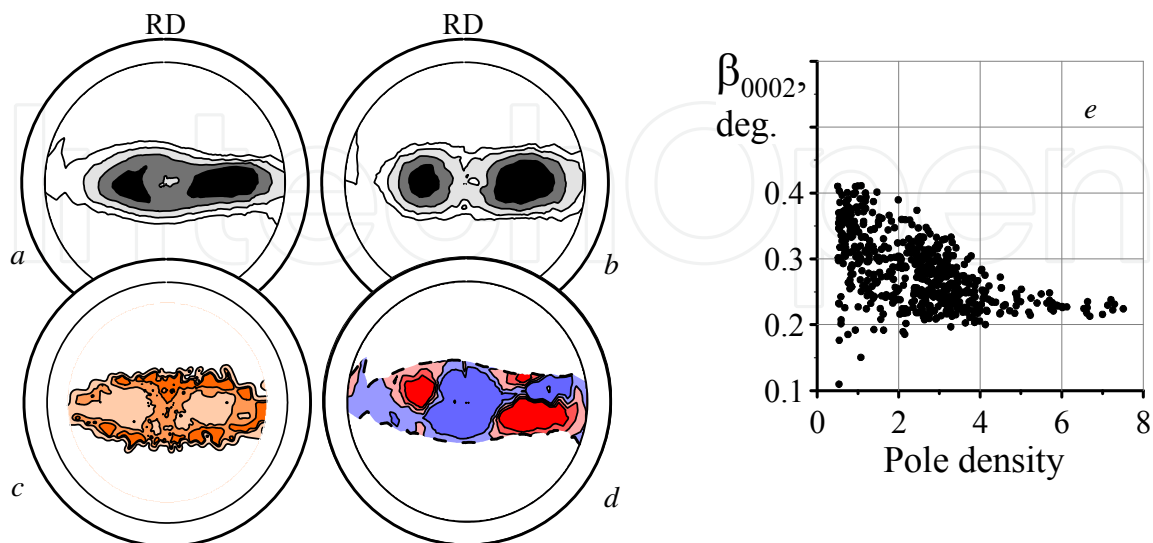 RD
RD
a
b
c
d
β0002,
deg.
e
0.4
0.3
0.2
0.1
0
2
4
6
8
Pole density
IntechOpen